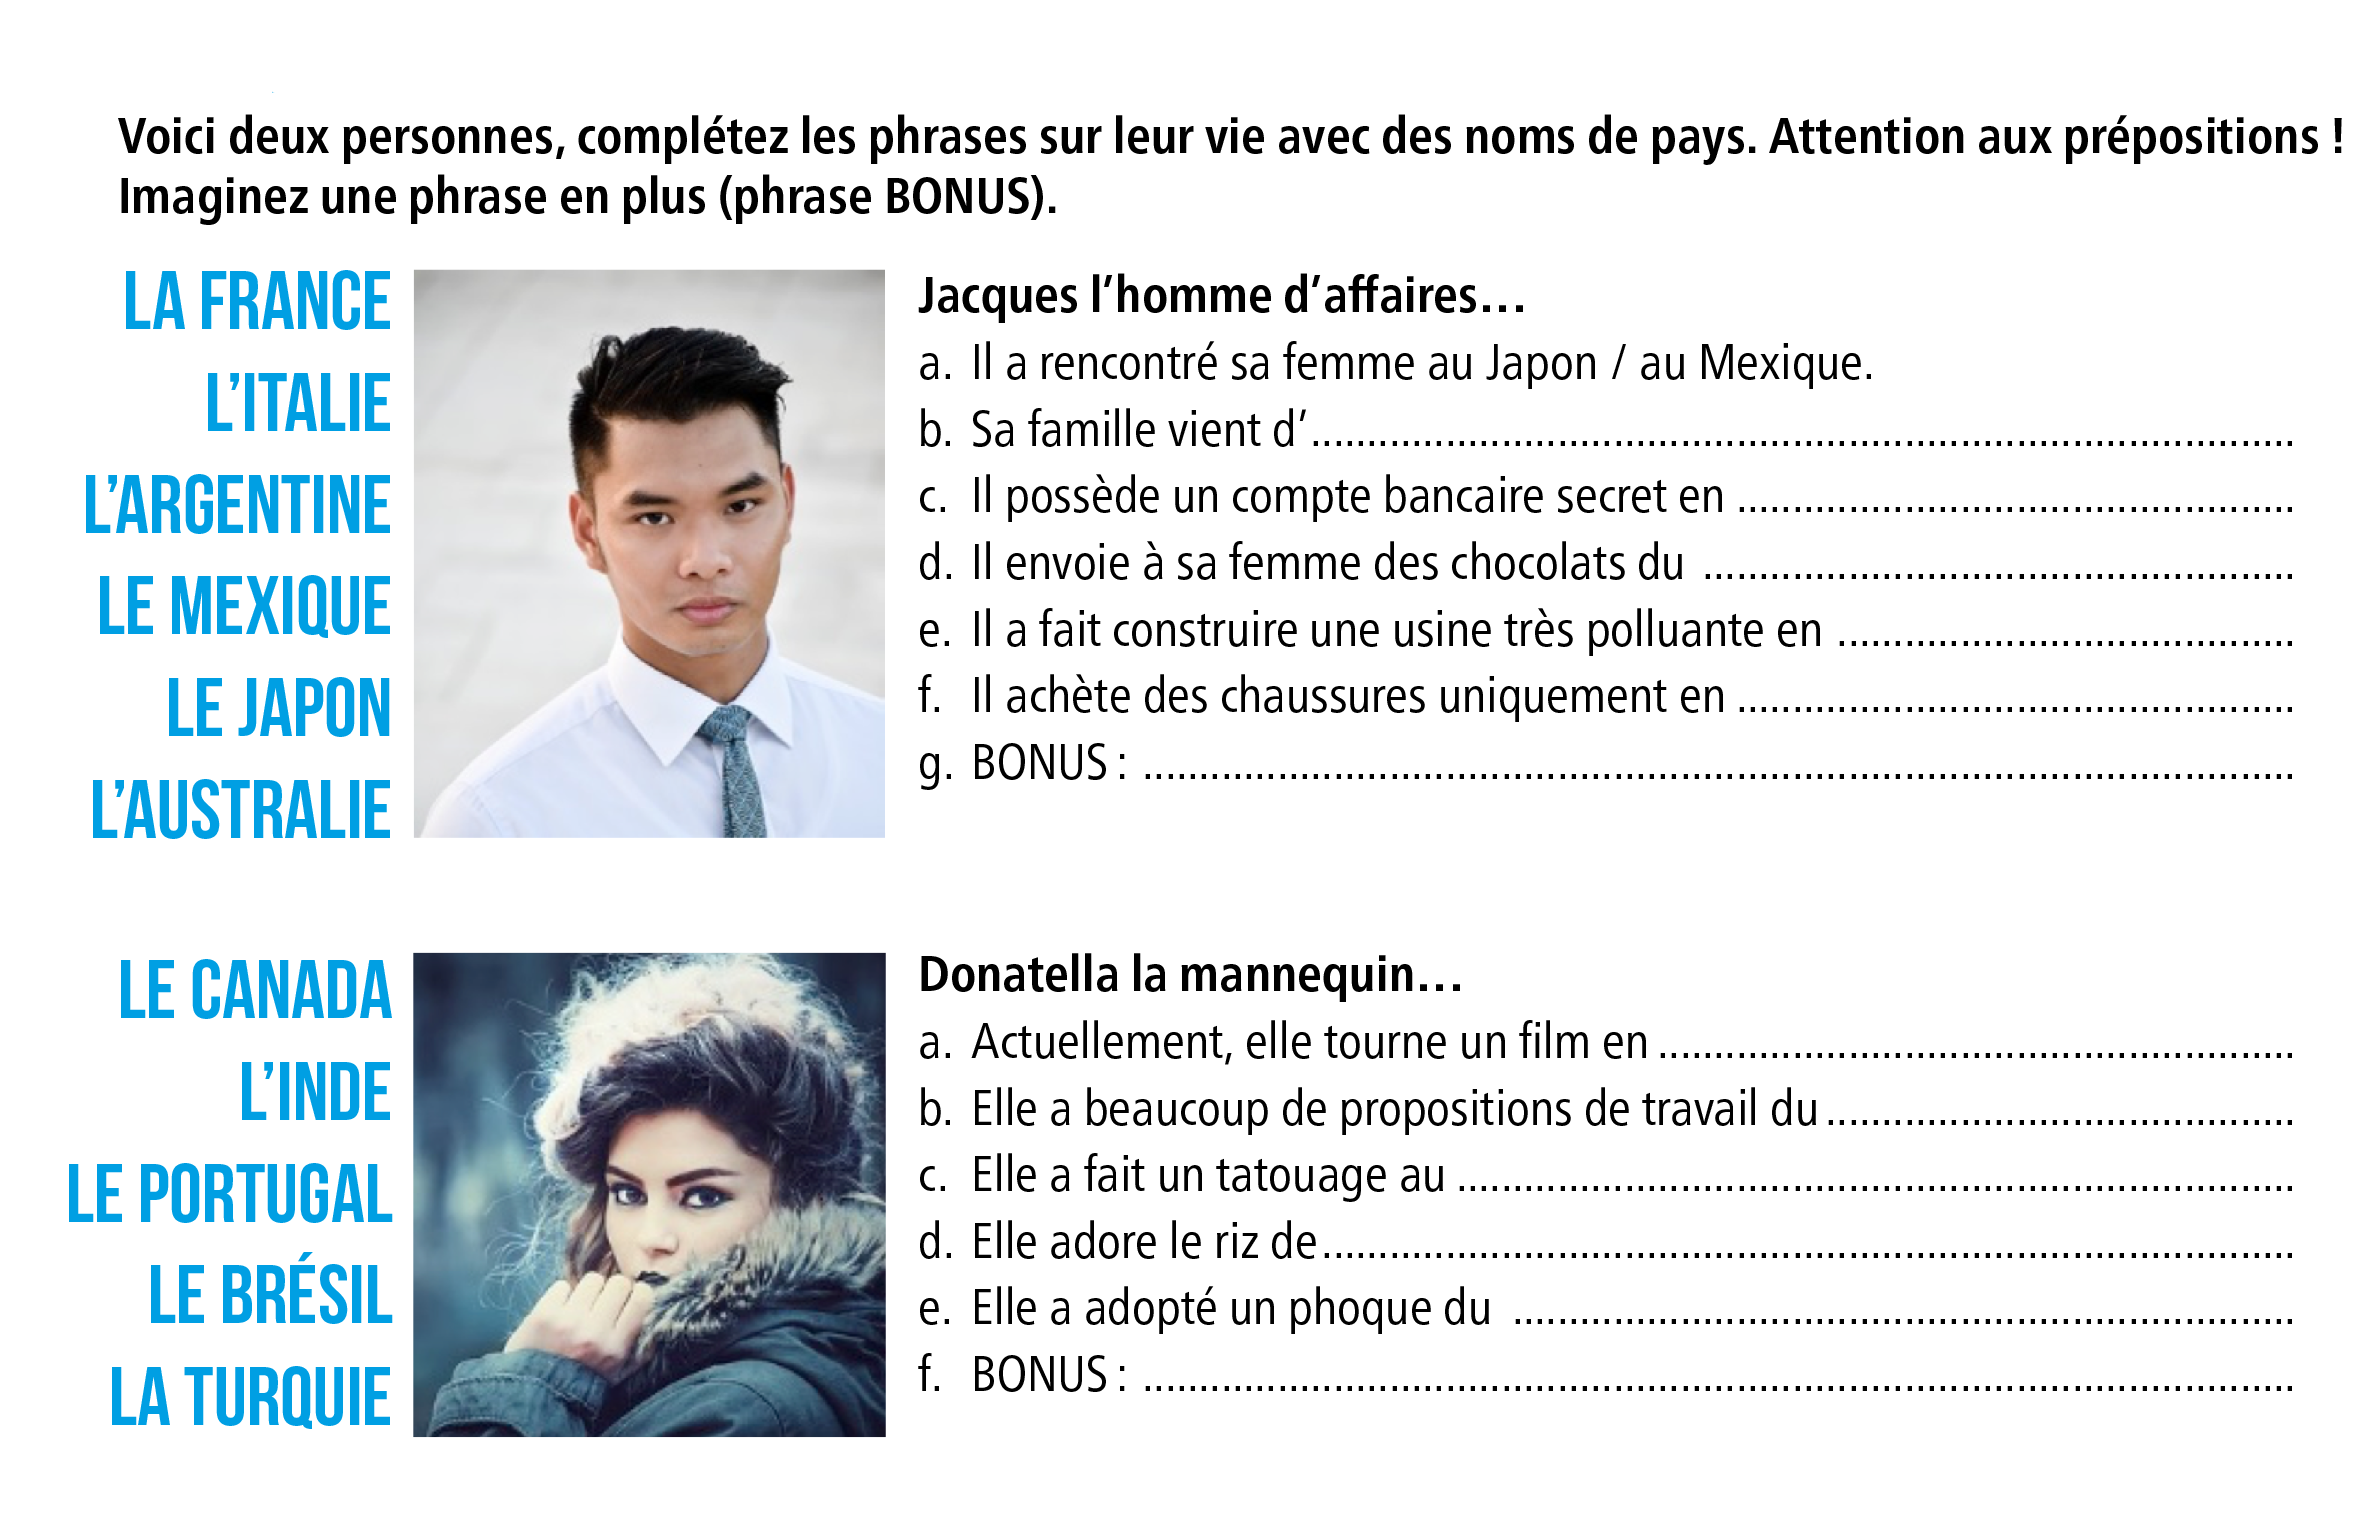 Voici deux personnes, complétez les phrases sur leur vie avec des noms de pays. Attention aux prépositions !
Imaginez une phrase en plus (phrase BONUS).
LA FRANCE
L’ITALIE
L’ARGENTINE
LE MEXIQUE
LE JAPON
L’AUSTRALIE
Jacques l’homme d’affaires…
a. Il a rencontré sa femme au Japon / au Mexique.
b. Sa famille vient d’........................................
c. Il possède un compte bancaire secret en ........................................
d. Il envoie à sa femme des chocolats du ........................................
e. Il a fait construire une usine très polluante en ........................................
f. Il achète des chaussures uniquement en ........................................
g. BONUS : ........................................
LE CANADA
L’INDE
LE PORTUGAL
LE BRÉSIL
LA TURQUIE
Donatella la mannequin…
a. Actuellement, elle tourne un film en ........................................
b. Elle a beaucoup de propositions de travail du ........................................
c. Elle a fait un tatouage au ........................................
d. Elle adore le riz de ........................................
e. Elle a adopté un phoque du ........................................
f. BONUS : ........................................